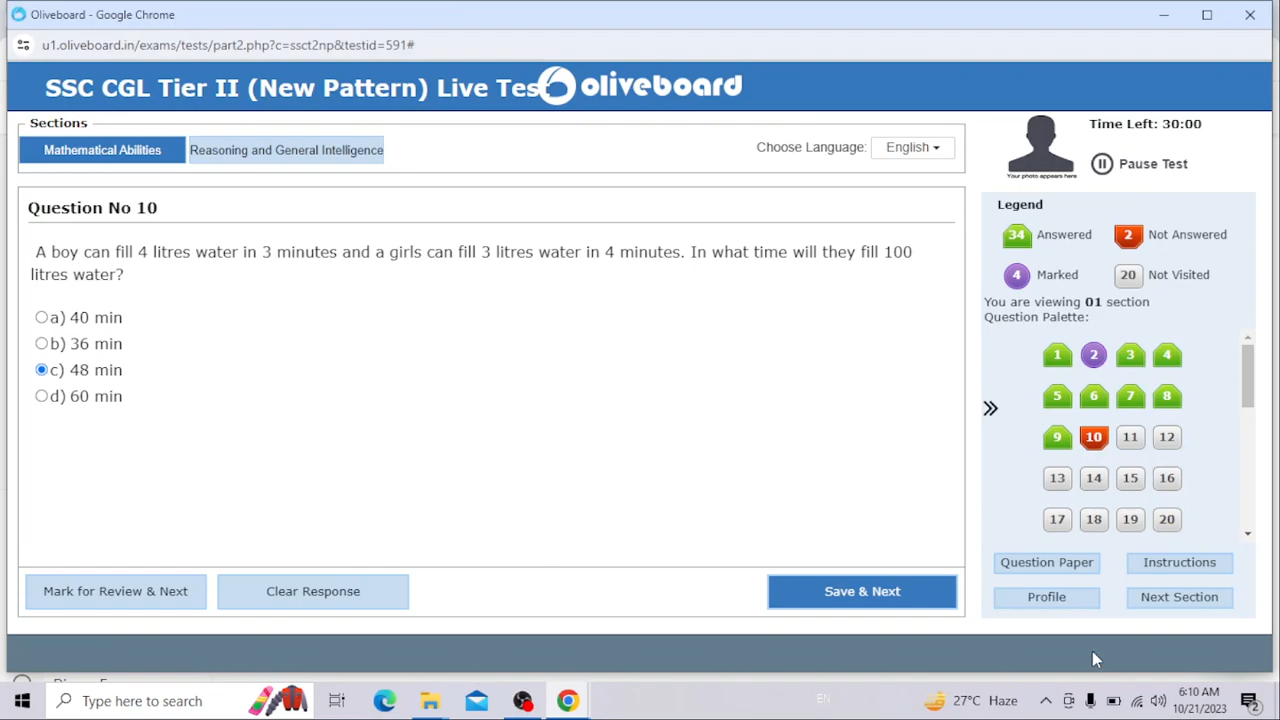 Oliveboard - Google Chrome
u1.oliveboard.in/exams/tests/part2.php?c=ssct2np&testid=591#
SSC CGL Tier II (New Pattern) Live Tes
oliveboard
Sections
Mathematical Abilities
Reasoning and General Intelligence
Choose Language:
English
Your photo appears here
Time Left: 30:00
Pause Test
Question No 10
A boy can fill 4 litres water in 3 minutes and a girls can fill 3 litres water in 4 minutes. In what time will they fill 100
litres water?
a) 40 min
b) 36 min
c) 48 min
d) 60 min
Mark for Review & Next
Clear Response
Save & Next
Legend
34 Answered
2 Not Answered
4 Marked
20 Not Visited
You are viewing 01 section
Question Palette:
1 2 3 4
5 6 7 8
9 10 11 12
13 14 15 16
17 18 19 20
Question Paper
Instructions
Profile
Next Section
Type here to search
EN
27°C Haze
6:10 AM
10/21/2023
2